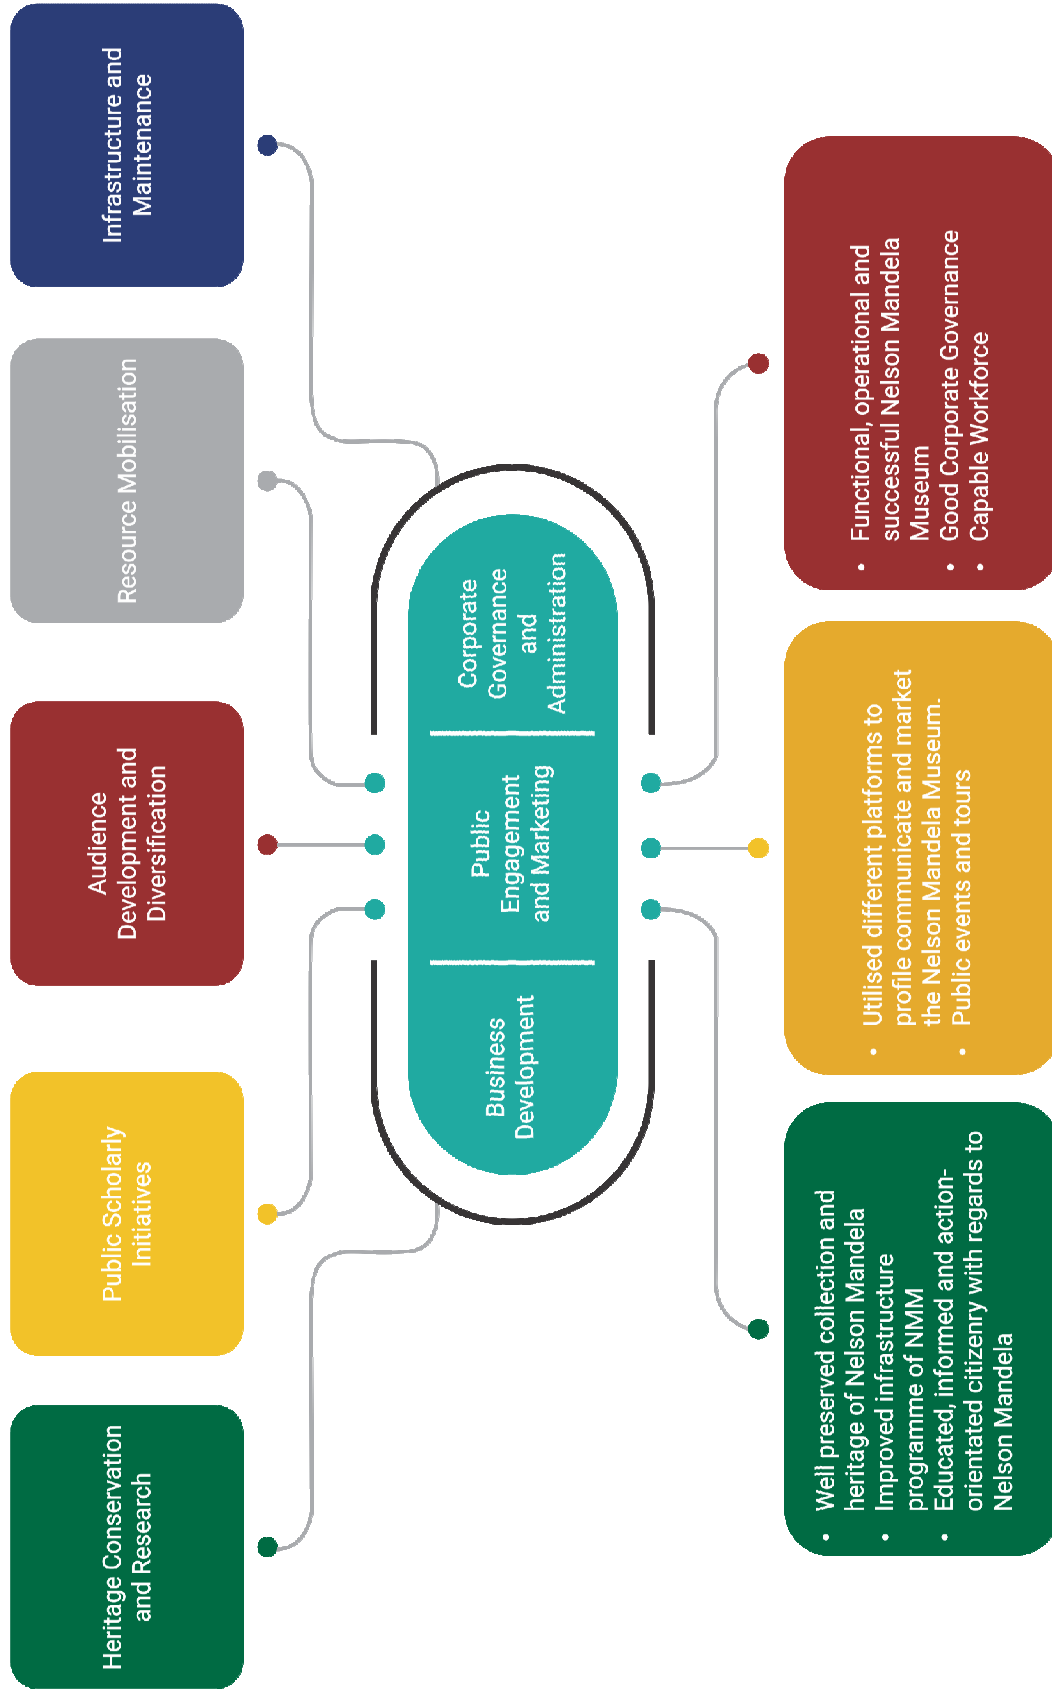 Heritage Conservation
and Research
Public Scholarly
Initiatives
Audience
Development and
Diversification
Resource Mobilisation
Infrastructure and
Maintenance
Business
Development
Public
Engagement
and Marketing
Corporate
Governance
and
Administration
• Well preserved collection and
heritage of Nelson Mandela
• Improved infrastructure
programme of NMM
• Educated, informed and action-
orientated citizenry with regards to
Nelson Mandela
• Utilised different platforms to
profile communicate and market
the Nelson Mandela Museum.
• Public events and tours
• Functional, operational and
successful Nelson Mandela
Museum
• Good Corporate Governance
• Capable Workforce